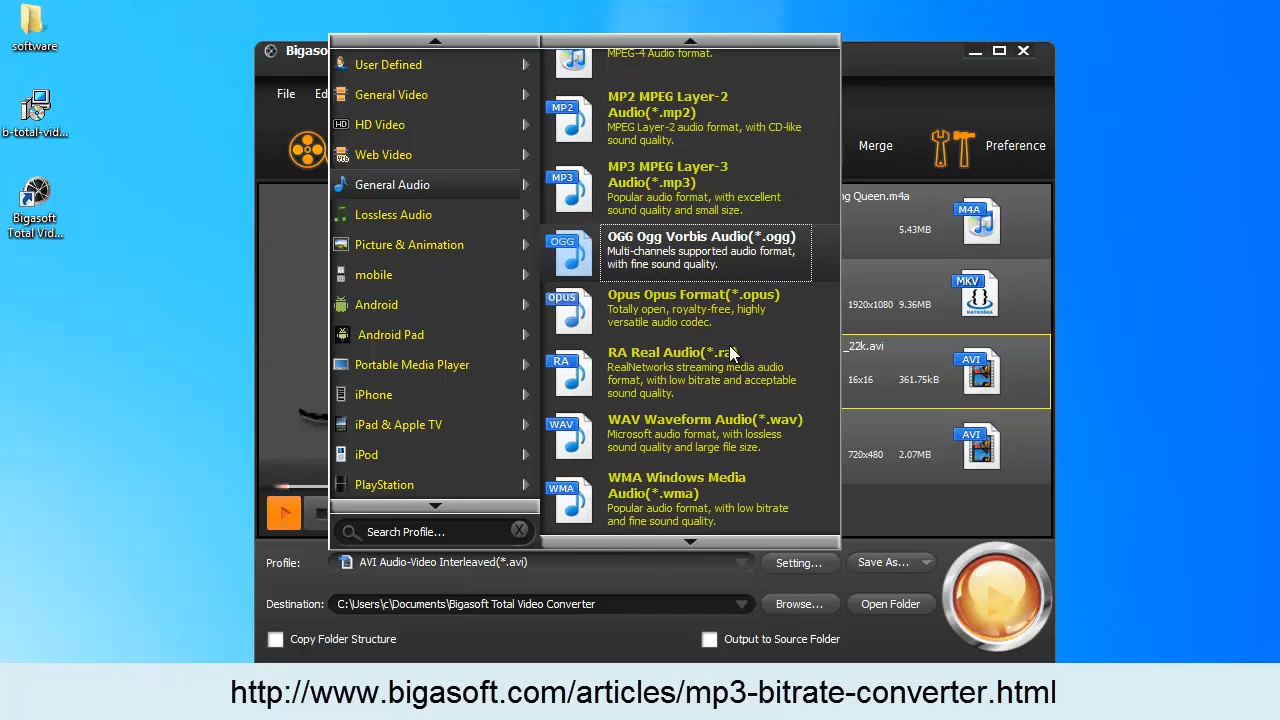 software
b-total-vid...
Bigasoft
Total Vid...
Bigaso
File
Ed
Merge
Preference
User Defined
General Video
HD Video
Web Video
General Audio
Lossless Audio
Picture & Animation
mobile
Android
Android Pad
Portable Media Player
iPhone
iPad & Apple TV
iPod
PlayStation
Search Profile...
X
MPEG-4 Audio format.
MP2
MP2 MPEG Layer-2
Audio(*.mp2)
MPEG Layer-2 audio format, with CD-like
sound quality.
MP3
MP3 MPEG Layer-3
Audio(*.mp3)
Popular audio format, with excellent
sound quality and small size.
OGG
OGG Ogg Vorbis Audio(*.ogg)
Multi-channels supported audio format,
with fine sound quality.
opus
Opus Opus Format(*.opus)
Totally open, royalty-free, highly
versatile audio codec.
RA
RA Real Audio(*.ra)
RealNetworks streaming media audio
format, with low bitrate and acceptable
sound quality.
WAV
WAV Waveform Audio(*.wav)
Microsoft audio format, with lossless
sound quality and large file size.
WMA
WMA Windows Media
Audio(*.wma)
Popular audio format, with low bitrate
and fine sound quality.
ng Queen.m4a
5.43MB
M4A
1920x1080 9.36MB
MKV
MATROSKA
_22k.avi
16x16 361.75kB
AVI
720x480 2.07MB
AVI
Profile:
AVI Audio-Video Interleaved(*.avi)
Setting...
Save As...
Destination:
C:\Users\c\Documents\Bigasoft Total Video Converter
Browse...
Open Folder
Copy Folder Structure
Output to Source Folder
http://www.bigasoft.com/articles/mp3-bitrate-converter.html